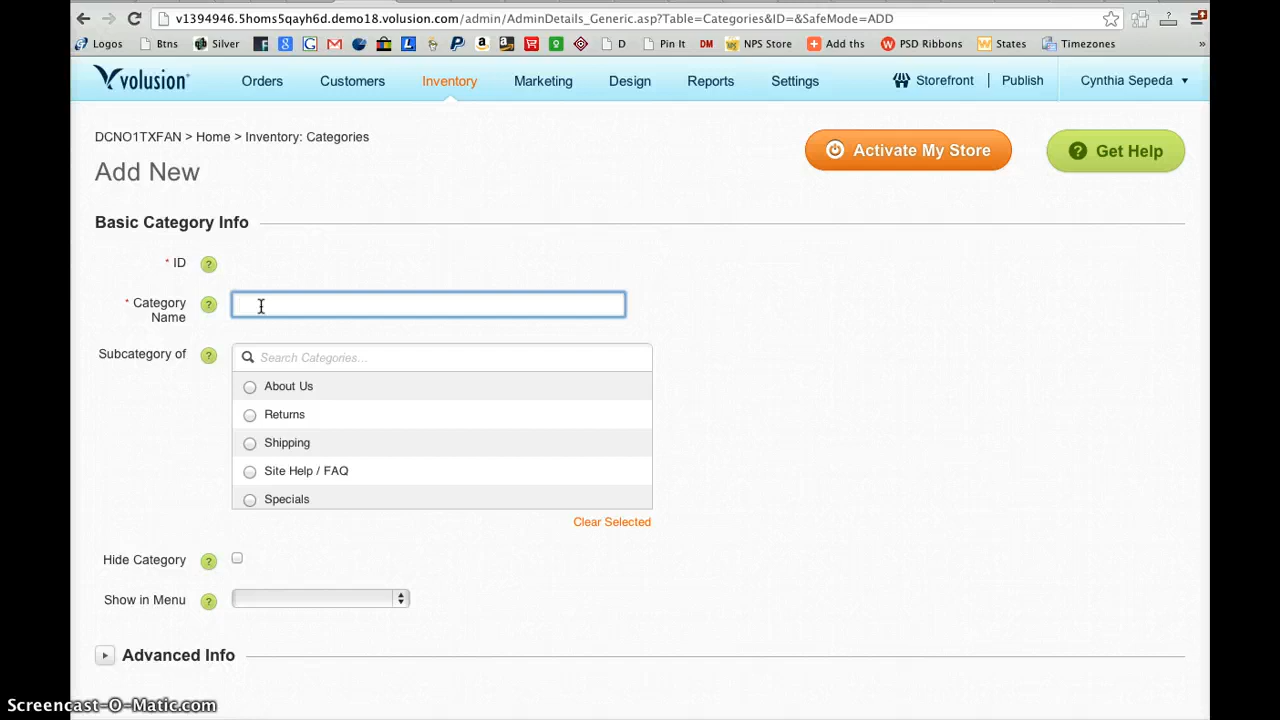 v1394946.5homs5qayh6d.demo18.volusion.com/admin/AdminDetails_Generic.asp?Table=Categories&ID=&SafeMode=ADD
Logos Btns Silver D Pin It DM NPS Store Add ths PSD Ribbons States Timezones »
volusion Orders Customers Inventory Marketing Design Reports Settings Storefront Publish Cynthia Sepeda
DCNO1TXFAN > Home > Inventory: Categories
Activate My Store
? Get Help
Add New
Basic Category Info
* ID ?
* Category Name ?
Subcategory of ?
Search Categories...
About Us
Returns
Shipping
Site Help / FAQ
Specials
Clear Selected
Hide Category ?
Show in Menu ?
Advanced Info
Screencast-O-Matic.com